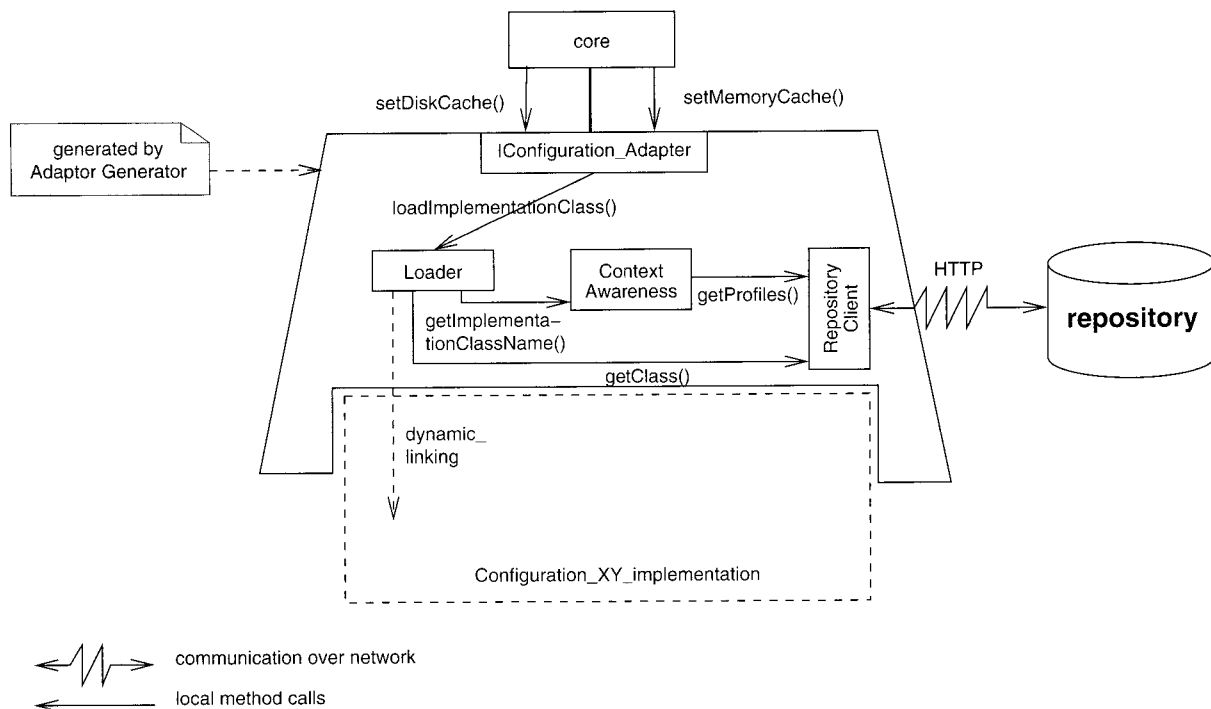 core
setDiskCache()
setMemoryCache()
generated by
Adaptor Generator
IConfiguration_Adapter
loadImplementationClass()
Loader
Context
Awareness
getProfiles()
Repository
Client
HTTP
repository
getImplementa-
tionClassName()
getClass()
dynamic_
linking
Configuration_XY_implementation
communication over network
local method calls